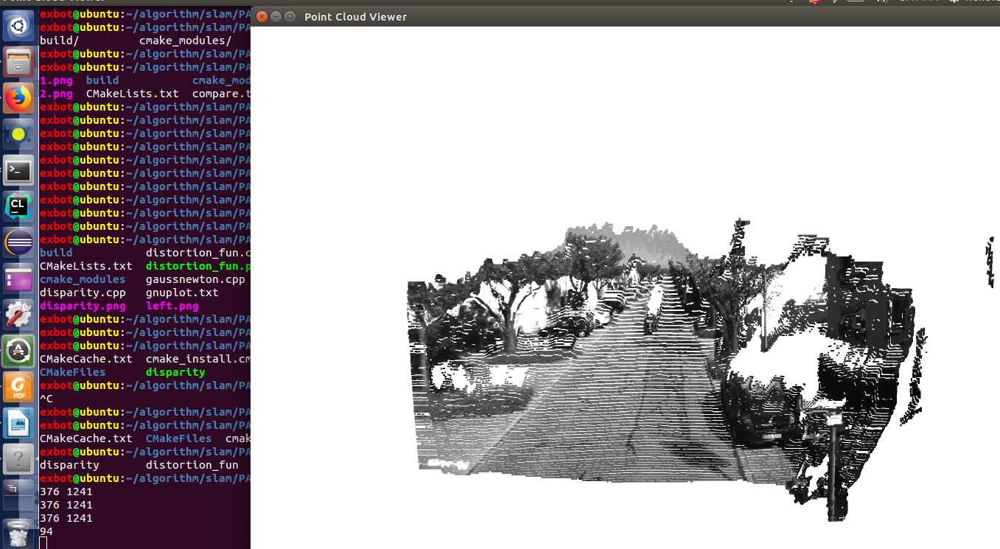 Point Cloud Viewer
exbot@ubuntu:~/algorithm/slam/PA
exbot@ubuntu:~/algorithm/slam/PA
build/ cmake_modules/
exbot@ubuntu:~/algorithm/slam/PA
exbot@ubuntu:~/algorithm/slam/PA
1.png build cmake_mod
2.png CMakeLists.txt compare.t
exbot@ubuntu:~/algorithm/slam/PA
exbot@ubuntu:~/algorithm/slam/PA
exbot@ubuntu:~/algorithm/slam/PA
exbot@ubuntu:~/algorithm/slam/PA
exbot@ubuntu:~/algorithm/slam/PA
exbot@ubuntu:~/algorithm/slam/PA
exbot@ubuntu:~/algorithm/slam/PA
exbot@ubuntu:~/algorithm/slam/PA
exbot@ubuntu:~/algorithm/slam/PA
exbot@ubuntu:~/algorithm/slam/PA
exbot@ubuntu:~/algorithm/slam/PA
build distortion_fun.c
CMakeLists.txt distortion_fun.p
cmake_modules gaussnewton.cpp
disparity.cpp gnuplot.txt
disparity.png left.png
exbot@ubuntu:~/algorithm/slam/PA
exbot@ubuntu:~/algorithm/slam/PA
exbot@ubuntu:~/algorithm/slam/PA
CMakeCache.txt cmake_install.cm
CMakeFiles disparity
exbot@ubuntu:~/algorithm/slam/PA
^C
exbot@ubuntu:~/algorithm/slam/PA
exbot@ubuntu:~/algorithm/slam/PA
CMakeCache.txt CMakeFiles cmak
exbot@ubuntu:~/algorithm/slam/PA
disparity distortion_fun
exbot@ubuntu:~/algorithm/slam/PA
376 1241
376 1241
376 1241
94
Point Cloud Viewer
CL
PDF